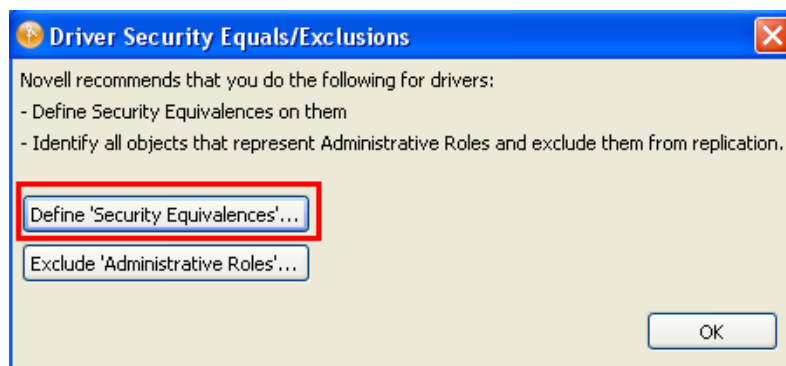 Driver Security Equals/Exclusions
Novell recommends that you do the following for drivers:
- Define Security Equivalences on them
- Identify all objects that represent Administrative Roles and exclude them from replication.
Define 'Security Equivalences'...
Exclude 'Administrative Roles'...
OK